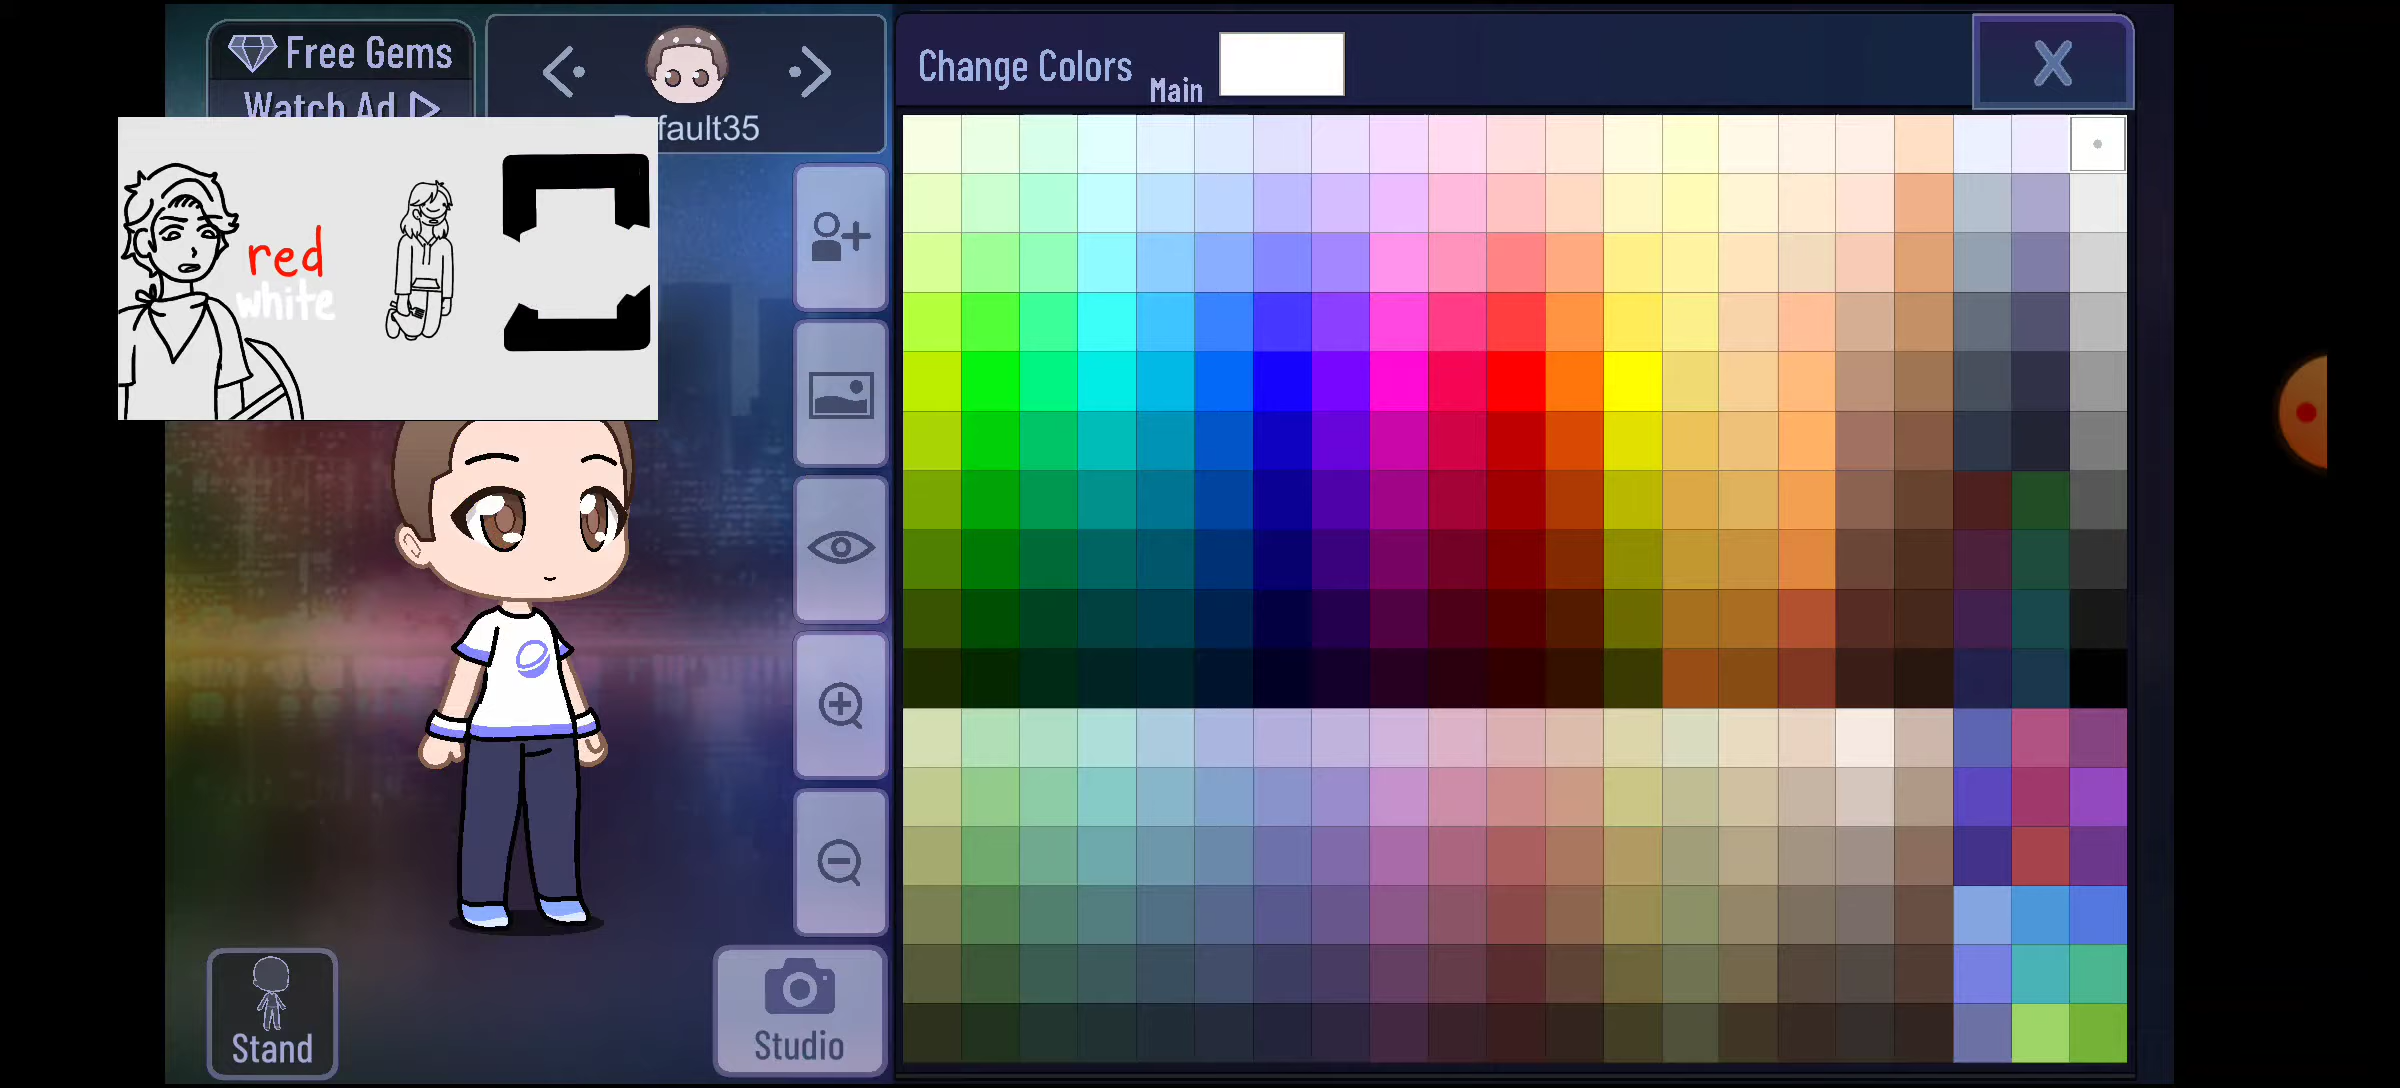 Free Gems
Watch Ad
fault35
Change Colors
Main
X
red
white
Stand
Studio